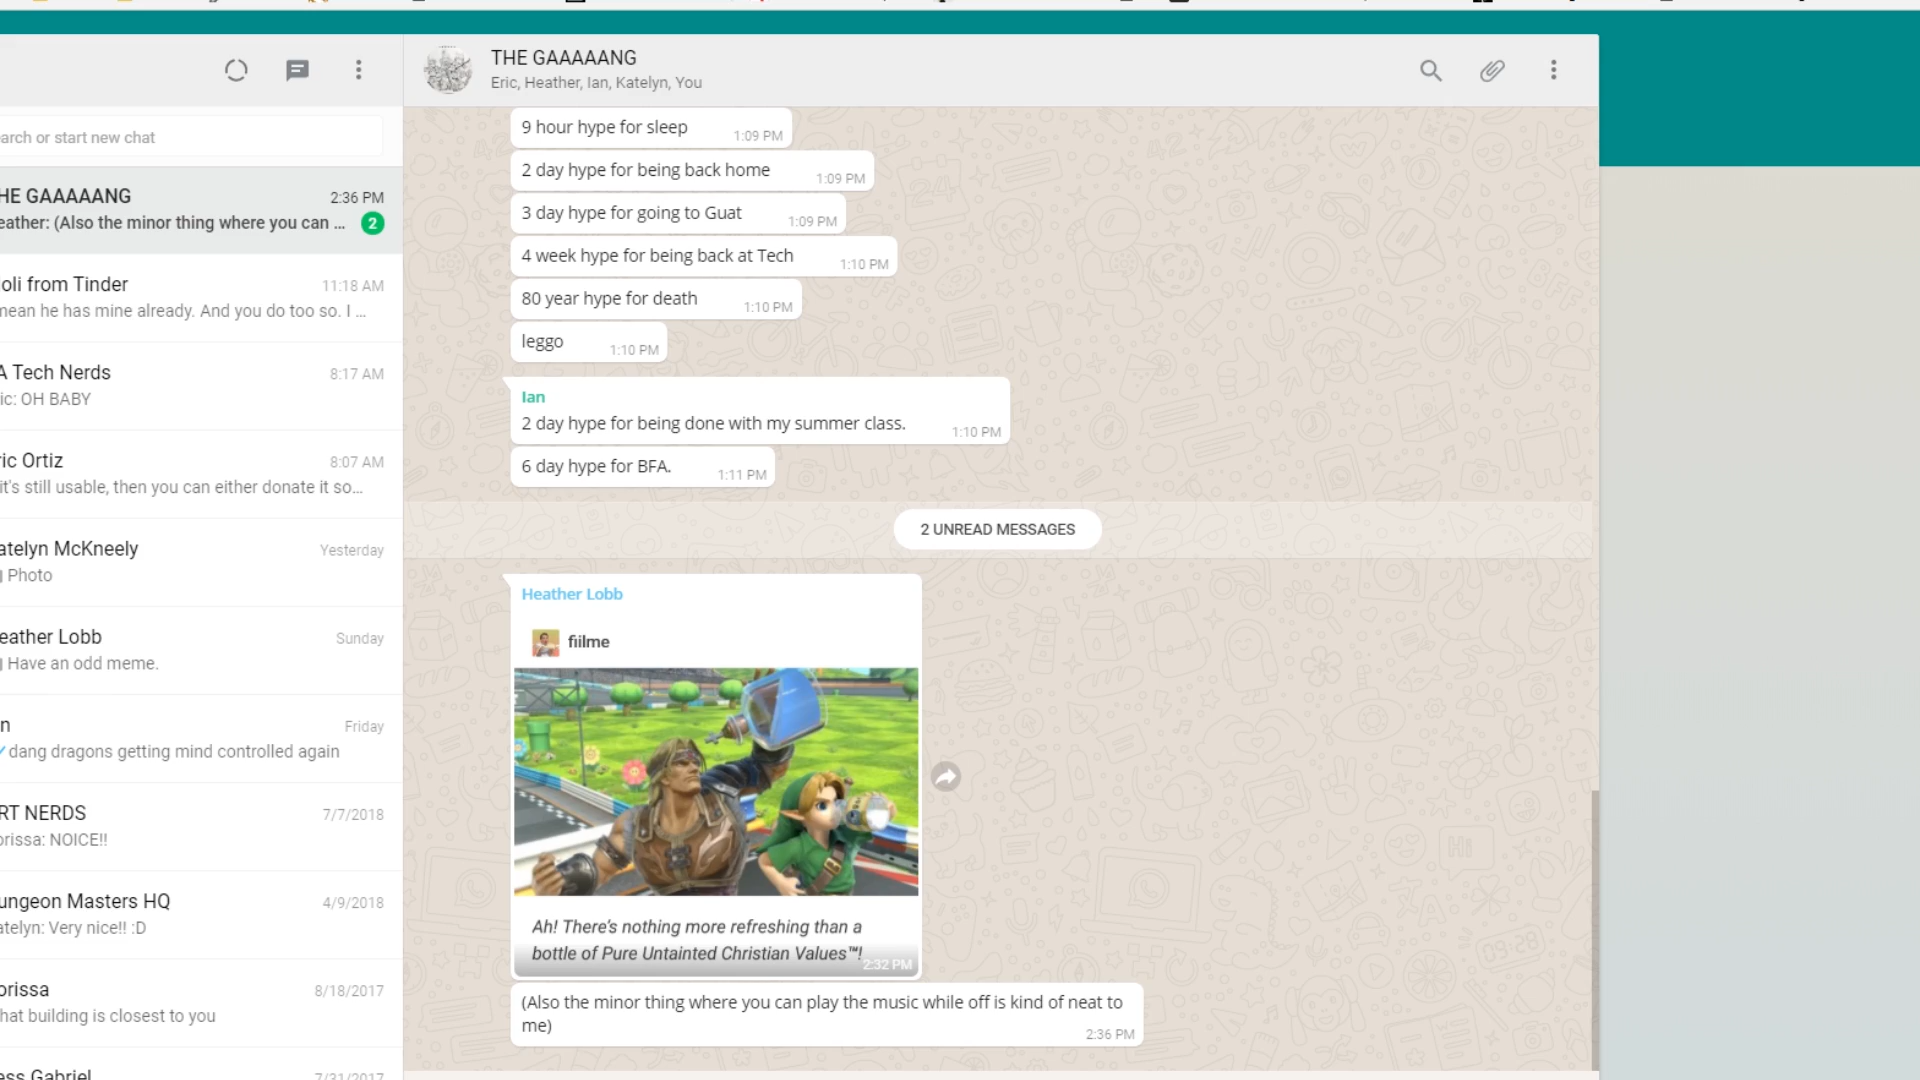 THE GAAAAANG
Eric, Heather, Ian, Katelyn, You
arch or start new chat
HE GAAAAANG
2:36 PM
eather: (Also the minor thing where you can ...
2
oli from Tinder
11:18 AM
mean he has mine already. And you do too so. I ...
A Tech Nerds
8:17 AM
ic: OH BABY
ric Ortiz
8:07 AM
it's still usable, then you can either donate it so...
atelyn McKneely
Yesterday
Photo
eather Lobb
Sunday
Have an odd meme.
n
Friday
dang dragons getting mind controlled again
RT NERDS
7/7/2018
orissa: NOICE!!
ungeon Masters HQ
4/9/2018
atelyn: Very nice!! :D
orissa
8/18/2017
hat building is closest to you
ess Gabriel
7/31/2017
9 hour hype for sleep
1:09 PM
2 day hype for being back home
1:09 PM
3 day hype for going to Guat
1:09 PM
4 week hype for being back at Tech
1:10 PM
80 year hype for death
1:10 PM
leggo
1:10 PM
Ian
2 day hype for being done with my summer class.
1:10 PM
6 day hype for BFA.
1:11 PM
2 UNREAD MESSAGES
Heather Lobb
fiilme
Ah! There's nothing more refreshing than a
bottle of Pure Untainted Christian Values™!
2:32 PM
(Also the minor thing where you can play the music while off is kind of neat to
me)
2:36 PM